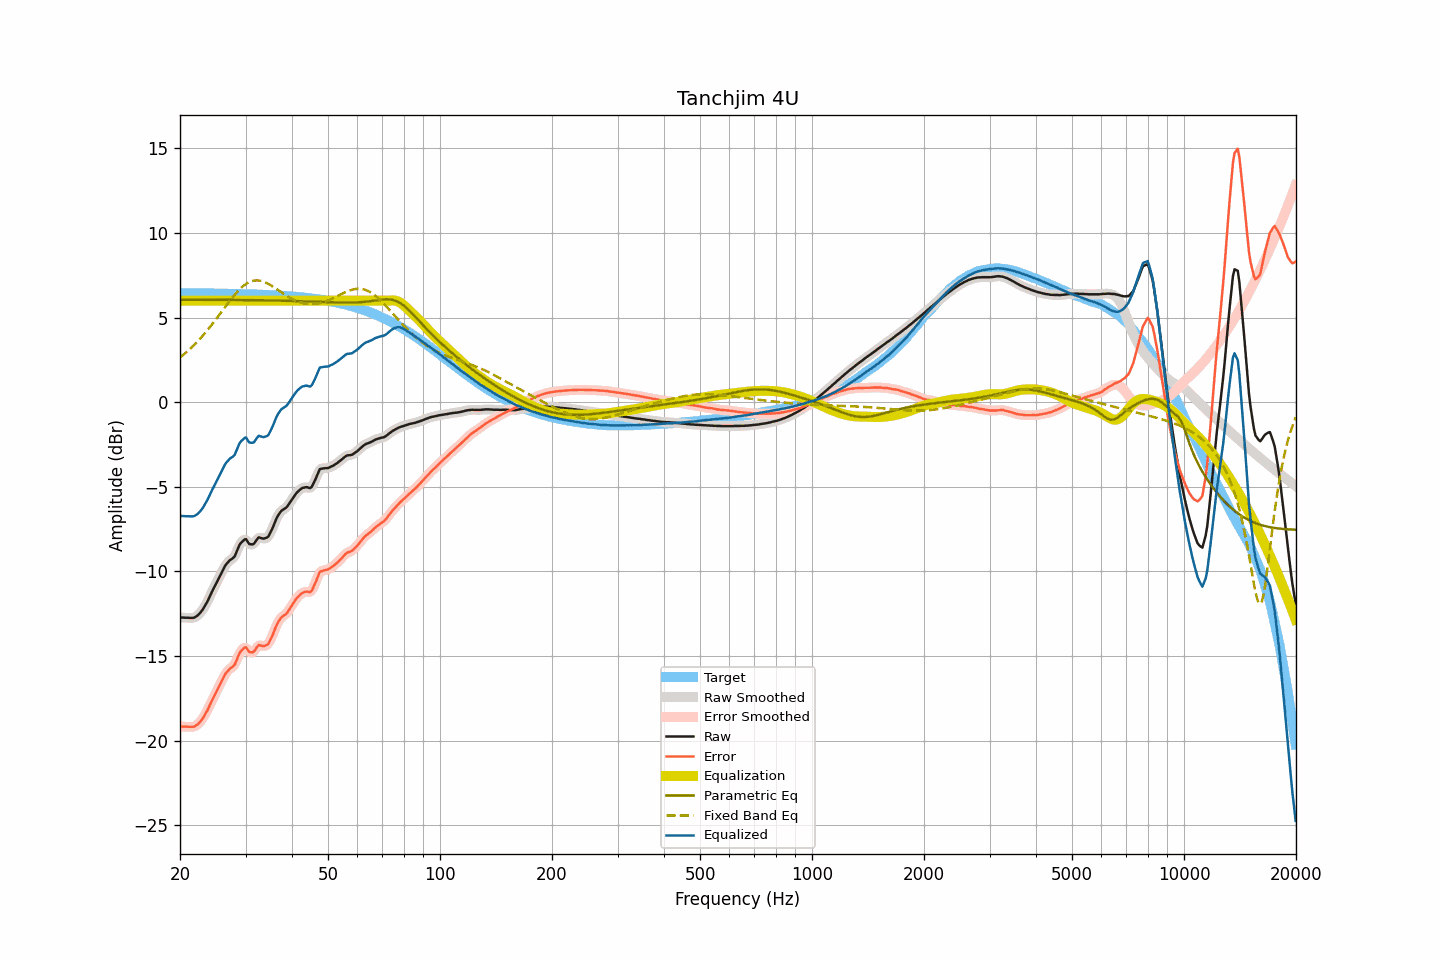 Tanchjim 4U
15
10
5
0
−5
−10
−15
−20
−25
Amplitude (dBr)
Target
Raw Smoothed
Error Smoothed
Raw
Error
Equalization
Parametric Eq
Fixed Band Eq
Equalized
20 50 100 200 500 1000 2000 5000 10000 20000
Frequency (Hz)